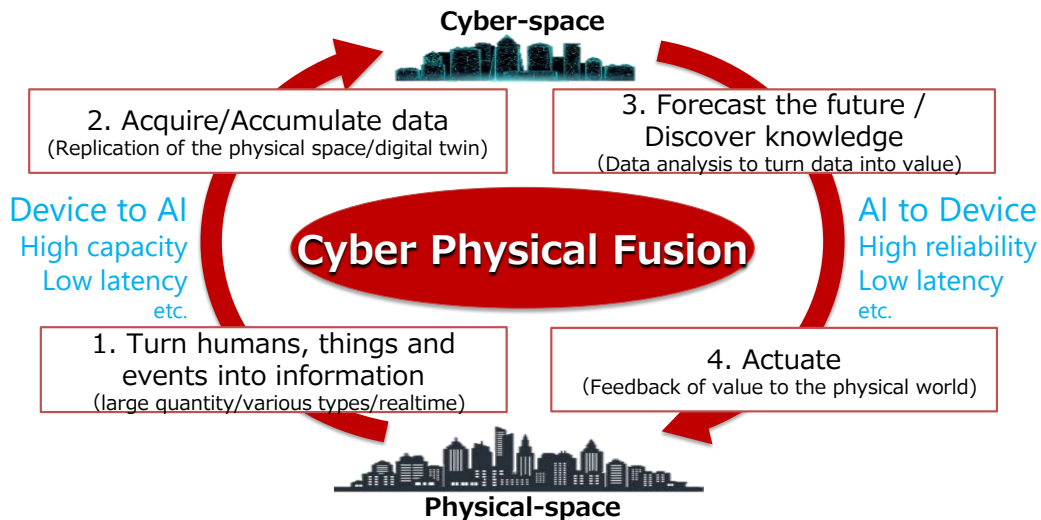 Cyber-space
2. Acquire/Accumulate data
(Replication of the physical space/digital twin)
3. Forecast the future /
Discover knowledge
(Data analysis to turn data into value)
Device to AI
High capacity
Low latency
etc.
Cyber Physical Fusion
AI to Device
High reliability
Low latency
etc.
1. Turn humans, things and
events into information
(large quantity/various types/realtime)
4. Actuate
(Feedback of value to the physical world)
Physical-space